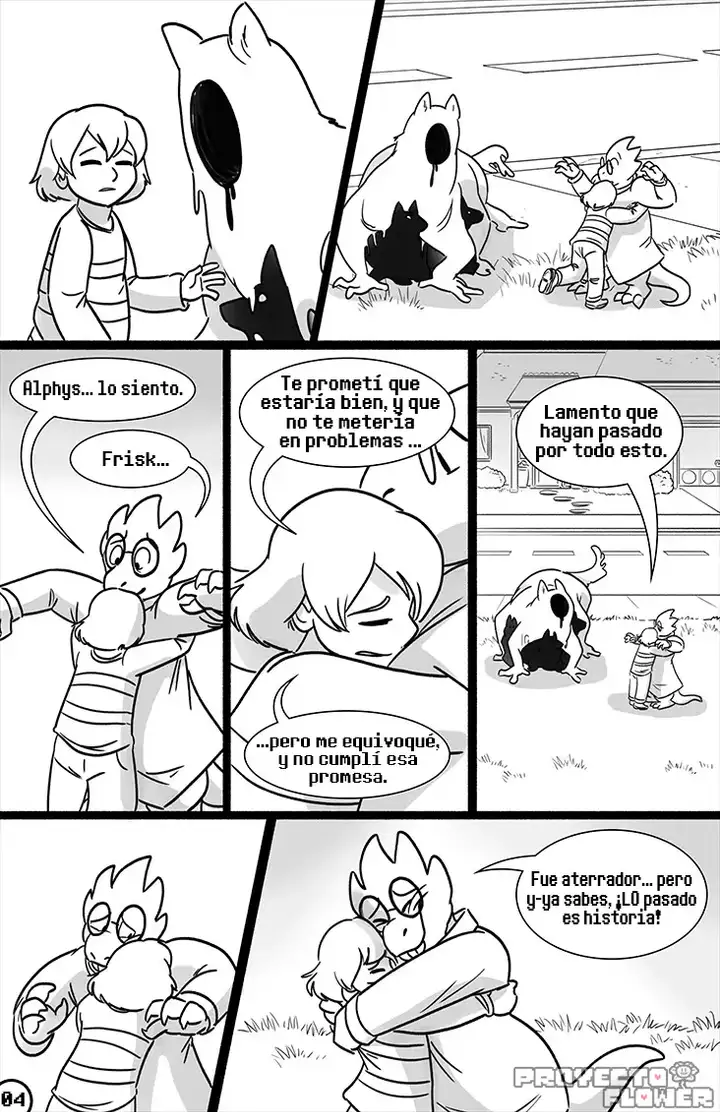 Alphys... lo siento.
Frisk...
Te prometí que
estaría bien, y que
no te metería
en problemas ...
...pero me equivoqué,
y no cumplí esa
promesa.
Lamento que
hayan pasado
por todo esto.
Fue aterrador... pero
y-ya sabes, ¡LO pasado
es historia!
04
PROYECTO
FLOWER